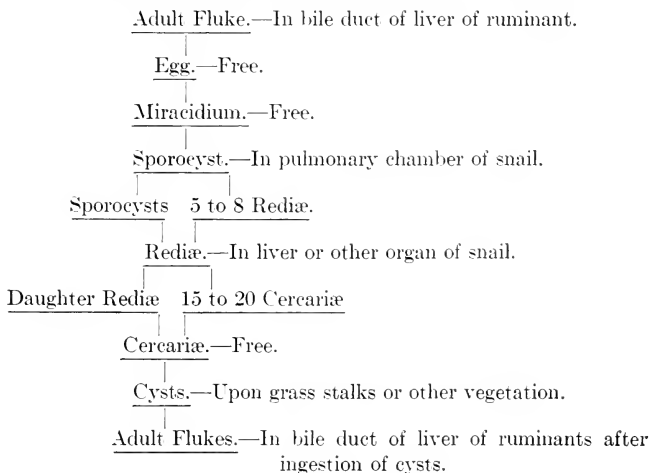 Adult Fluke.—In bile duct of liver of ruminant.
Egg.—Free.
Miracidium.—Free.
Sporocyst.—In pulmonary chamber of snail.
Sporocysts 5 to 8 Rediæ.
Rediæ.—In liver or other organ of snail.
Daughter Rediæ 15 to 20 Cercariæ
Cercariæ.—Free.
Cysts.—Upon grass stalks or other vegetation.
Adult Flukes.—In bile duct of liver of ruminants after
ingestion of cysts.